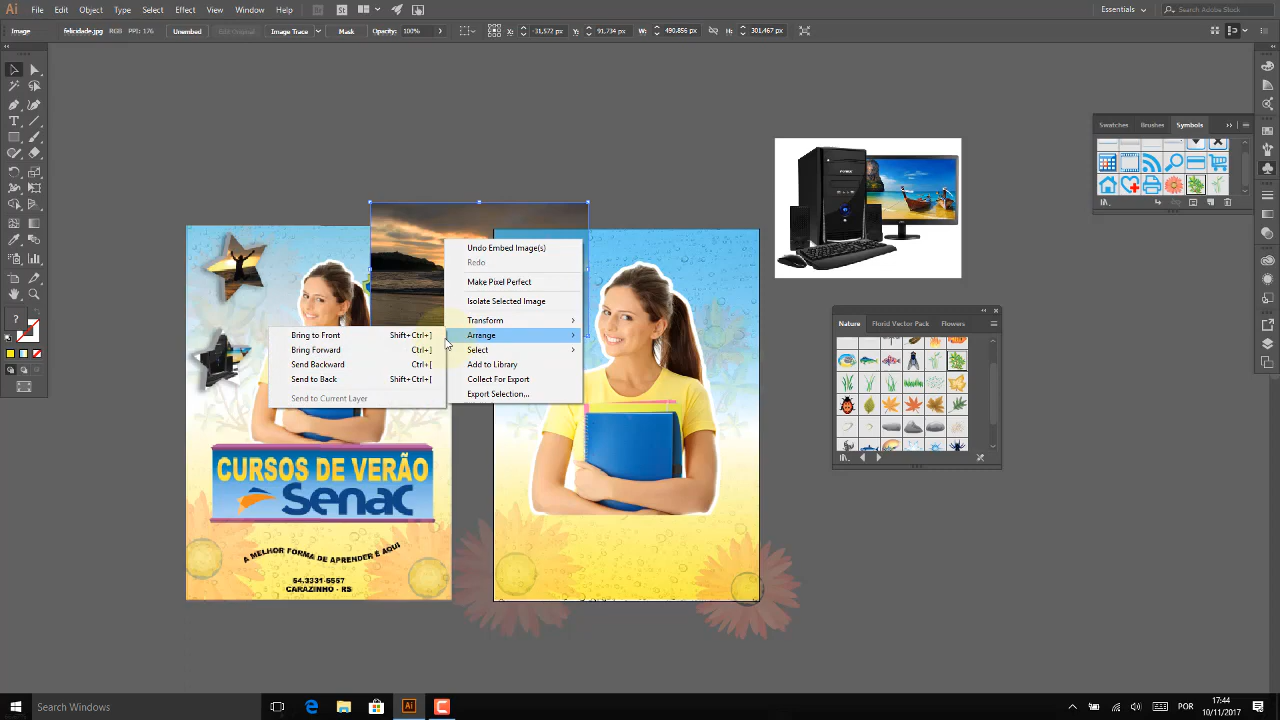 Ai File Edit Object Type Select Effect View Window Help Br St Essentials Search Adobe Stock
Image felicidade.jpg RGB PPI: 176 Unembed Edit Original Image Trace Mask Opacity: 100% X: -31,572 px Y: 91,734 px W: 490,856 px H: 301,467 px
Swatches Brushes Symbols
Undo Embed Image(s)
Redo
Make Pixel Perfect
Isolate Selected Image
Transform
Arrange
Select
Add to Library
Collect For Export
Export Selection...
Bring to Front Shift+Ctrl+]
Bring Forward Ctrl+]
Send Backward Ctrl+[
Send to Back Shift+Ctrl+[
Send to Current Layer
Nature Florid Vector Pack Flowers
CURSOS DE VERÃO
Senac
A MELHOR FORMA DE APRENDER É AQUI
54.3331-5557
CARAZINHO - RS
Search Windows
Ai
POR
17:44
10/11/2017